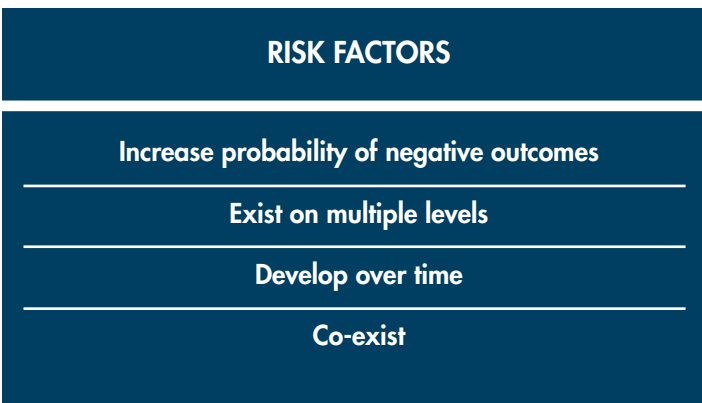 RISK FACTORS
Increase probability of negative outcomes
Exist on multiple levels
Develop over time
Co-exist